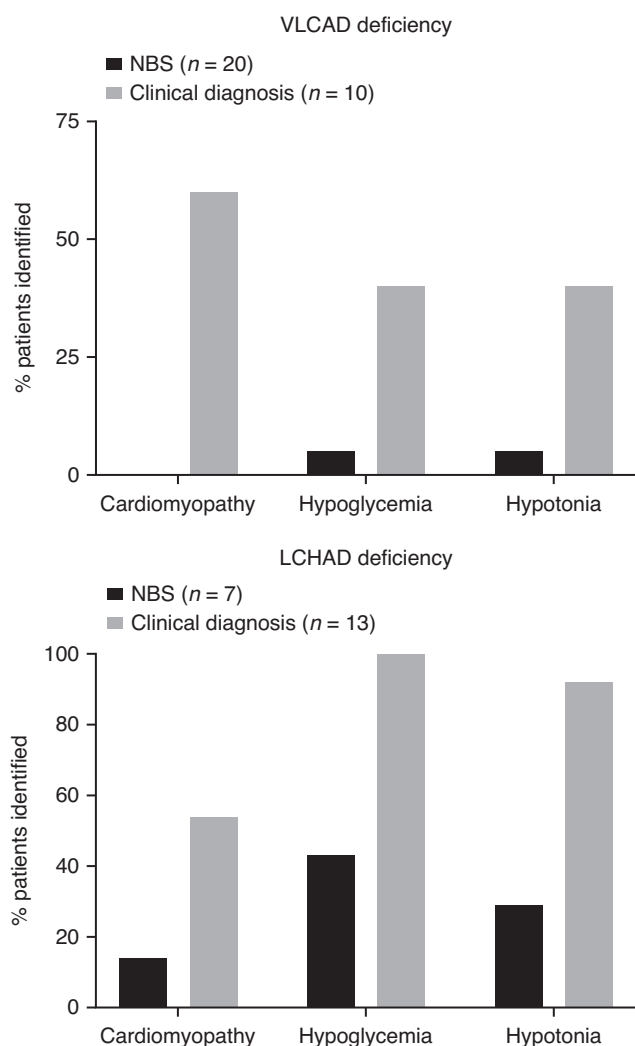 VLCAD deficiency
NBS (n = 20)
Clinical diagnosis (n = 10)
75
50
25
0
% patients identified
Cardiomyopathy Hypoglycemia Hypotonia
LCHAD deficiency
NBS (n = 7)
Clinical diagnosis (n = 13)
100
80
60
40
20
0
% patients identified
Cardiomyopathy Hypoglycemia Hypotonia